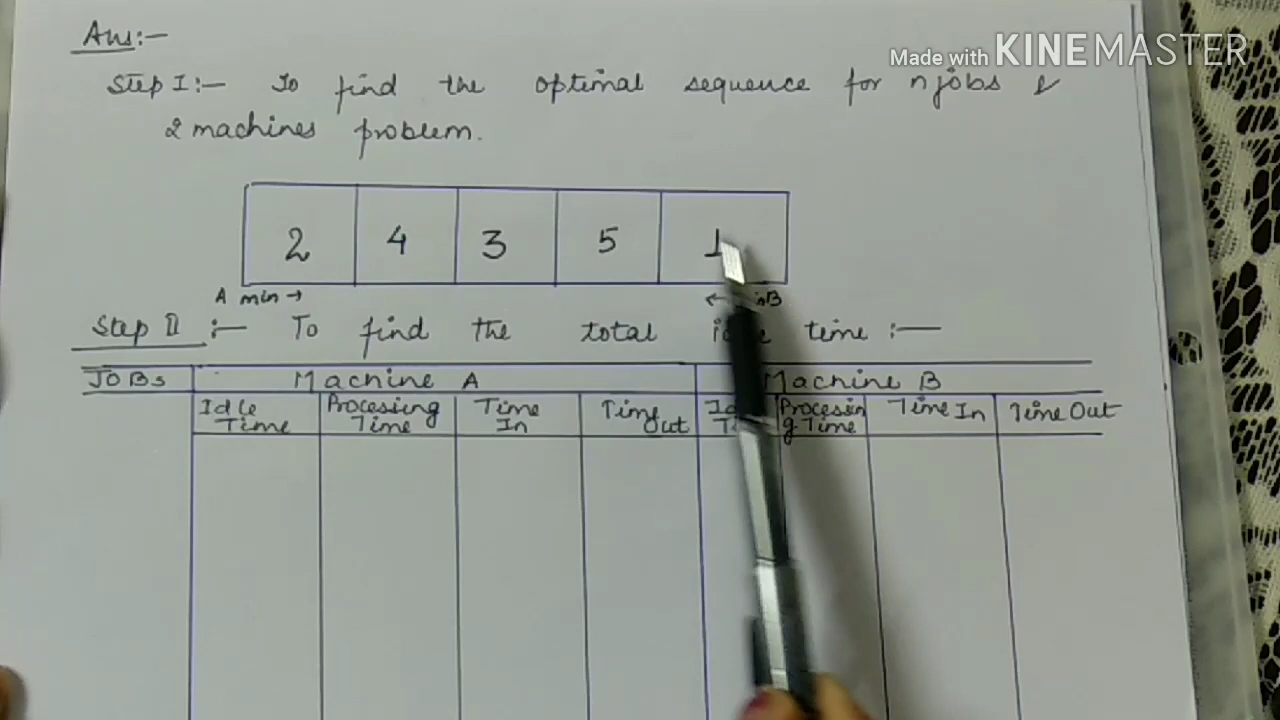 Made with KINEMASTER
Ans:-
Step I:- To find the optimal sequence for n jobs &
2 machines problem.
2 4 3 5 1
A min → ← B
Step II :- To find the total time :-
JOBs Machine A Machine B
Idle Time Procesiing Time Time In Time Out Procesing Time Time In Time Out